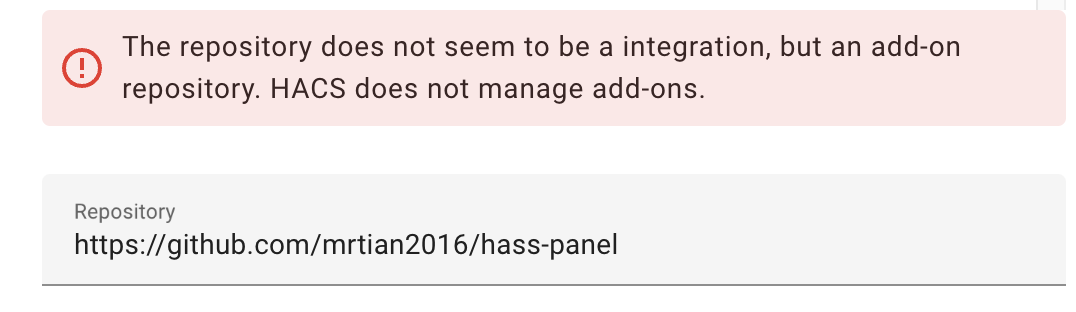 The repository does not seem to be a integration, but an add-on
repository. HACS does not manage add-ons.
Repository
https://github.com/mrtian2016/hass-panel